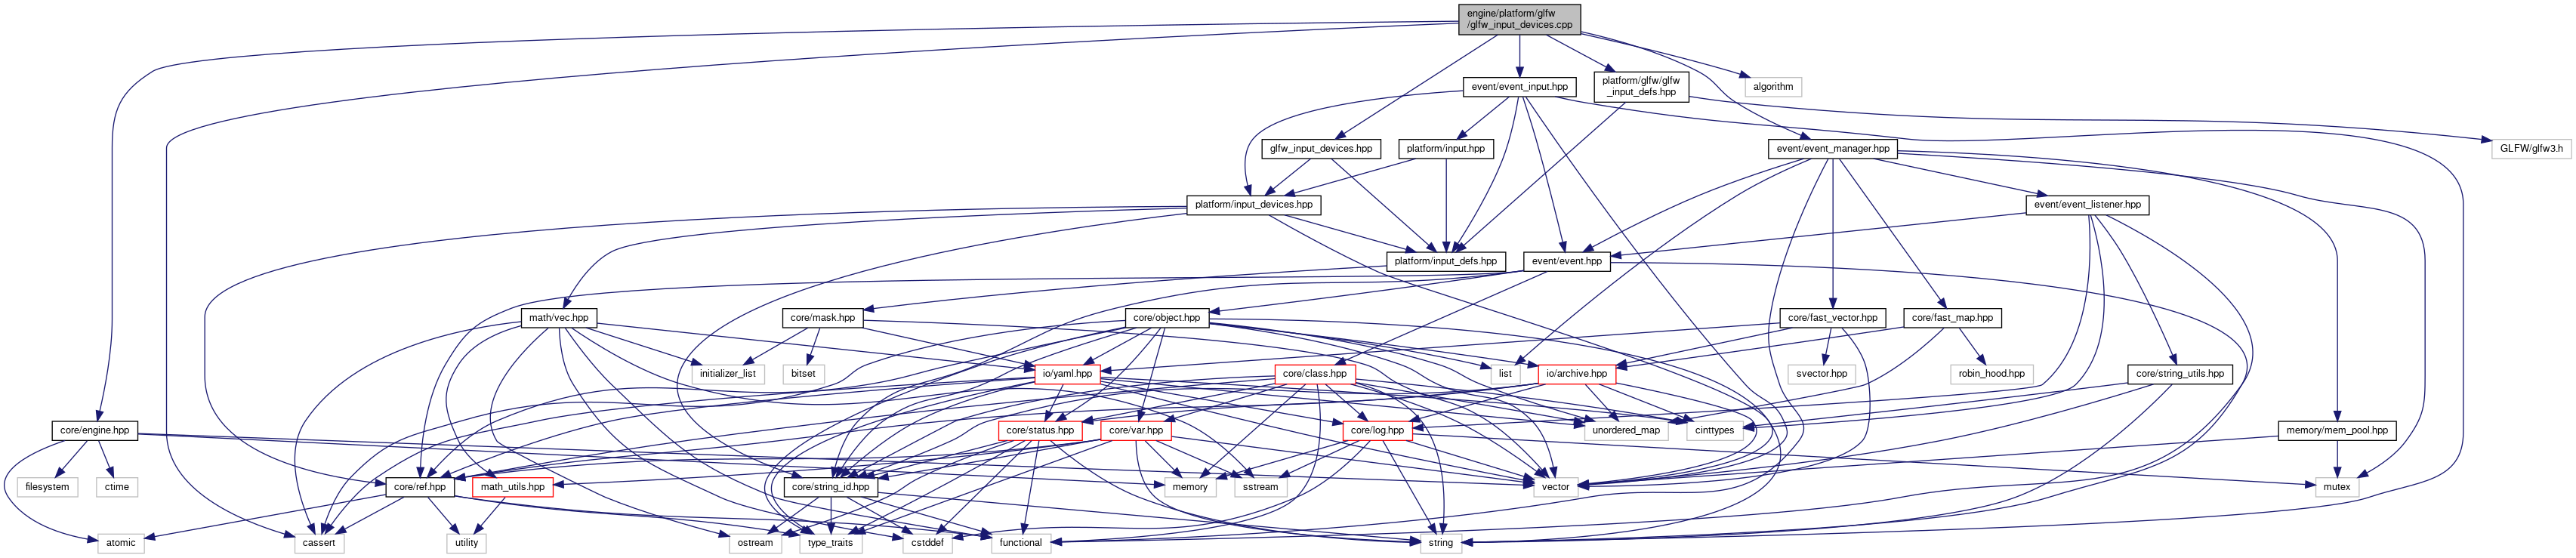 engine/platform/glfw
/glfw_input_devices.cpp
event/event_input.hpp
platform/glfw/glfw
_input_defs.hpp
algorithm
glfw_input_devices.hpp
platform/input.hpp
event/event_manager.hpp
GLFW/glfw3.h
platform/input_devices.hpp
event/event_listener.hpp
platform/input_defs.hpp
event/event.hpp
math/vec.hpp
core/mask.hpp
core/object.hpp
core/fast_vector.hpp
core/fast_map.hpp
initializer_list
bitset
io/yaml.hpp
core/class.hpp
list
io/archive.hpp
svector.hpp
robin_hood.hpp
core/string_utils.hpp
core/engine.hpp
core/status.hpp
core/var.hpp
core/log.hpp
unordered_map
cinttypes
memory/mem_pool.hpp
filesystem
ctime
core/ref.hpp
math_utils.hpp
core/string_id.hpp
memory
sstream
vector
mutex
atomic
cassert
utility
ostream
type_traits
cstddef
functional
string